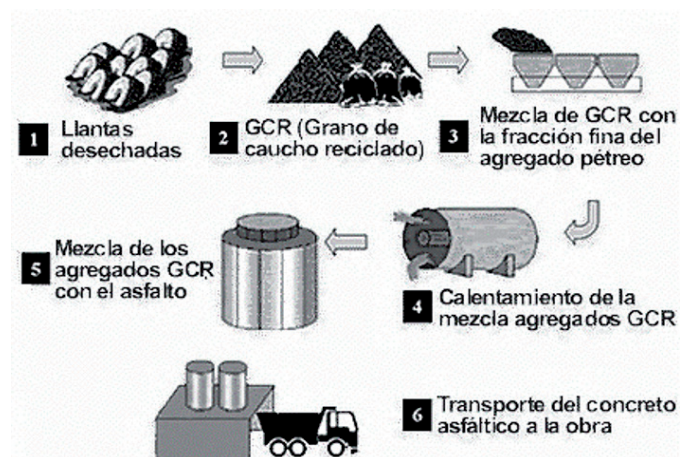 1 Llantas
desechadas
2 GCR (Grano de
caucho reciclado)
3 Mezcla de GCR con
la fracción fina del
agregado pétreo
4 Calentamiento de la
mezcla agregados GCR
5 Mezcla de los
agregados GCR
con el asfalto
6 Transporte del concreto
asfáltico a la obra